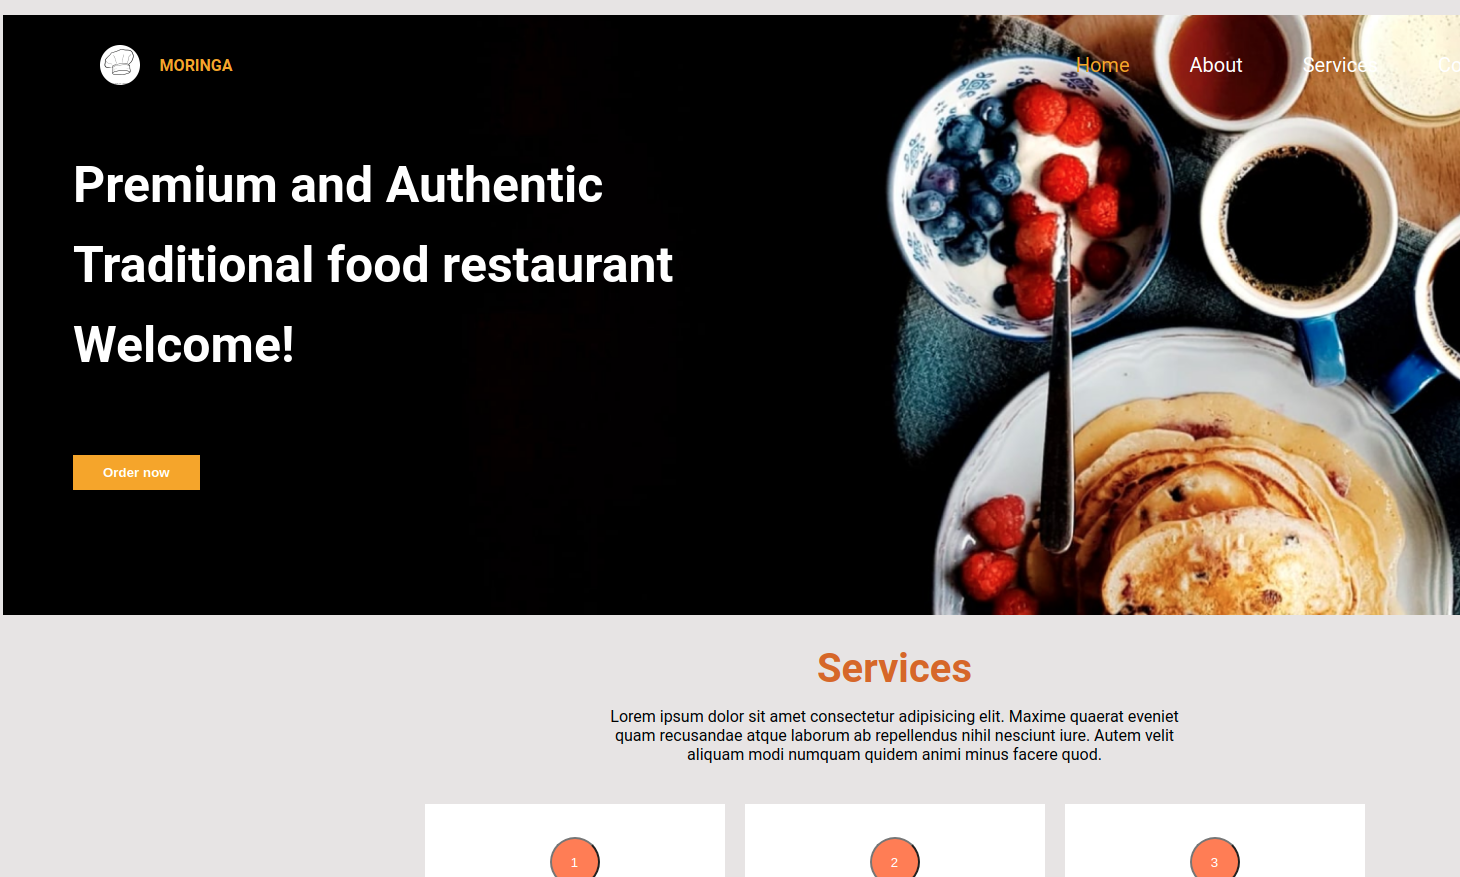 MORINGA
Home About Services Co
Premium and Authentic
Traditional food restaurant
Welcome!
Order now
Services
Lorem ipsum dolor sit amet consectetur adipisicing elit. Maxime quaerat eveniet
quam recusandae atque laborum ab repellendus nihil nesciunt iure. Autem velit
aliquam modi numquam quidem animi minus facere quod.
1 2 3